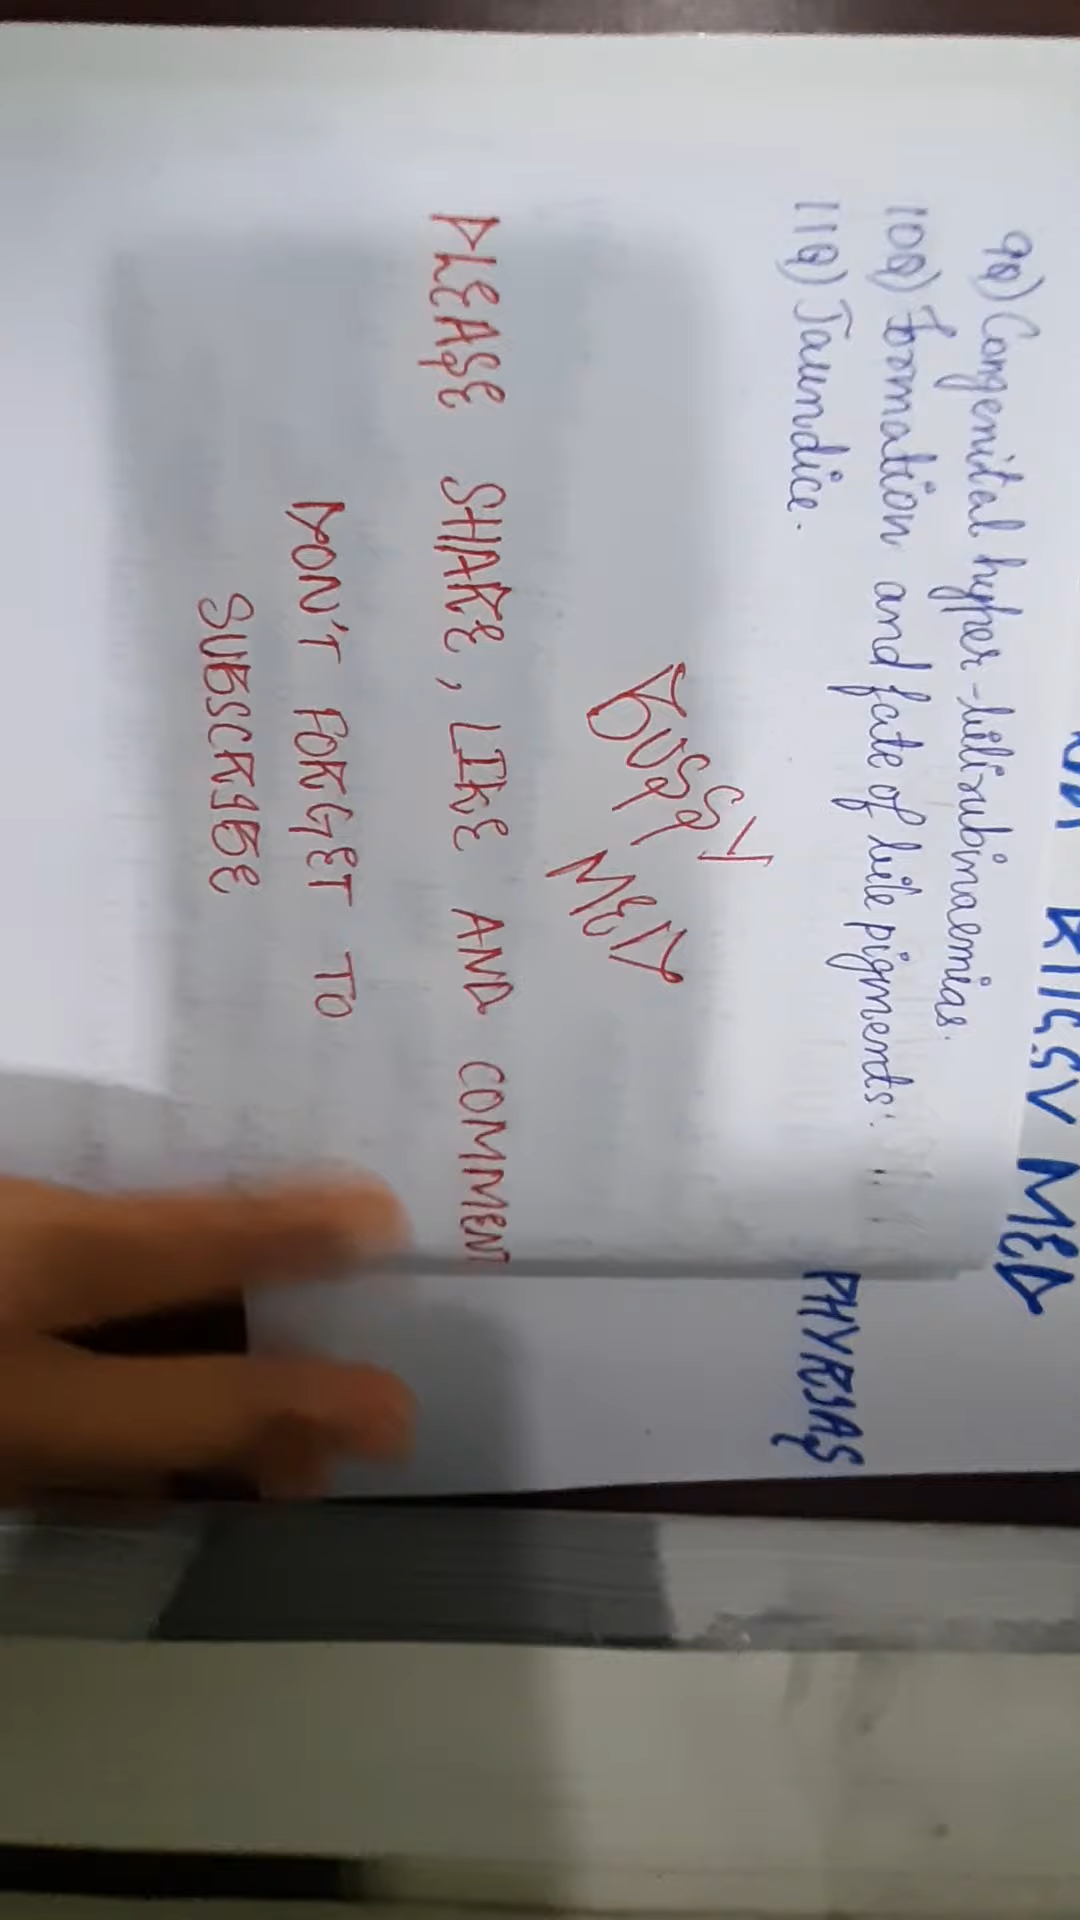 BUSSY MED
9Q) Congenital hyper-bilirubinaemias.
10Q) Formation and fate of bile pigments.
11Q) Jaundice.
PHYRIAS
BUSSY
MED
PLEASE SHARE, LIKE AND COMMENT
DON'T FORGET TO
SUBSCRIBE